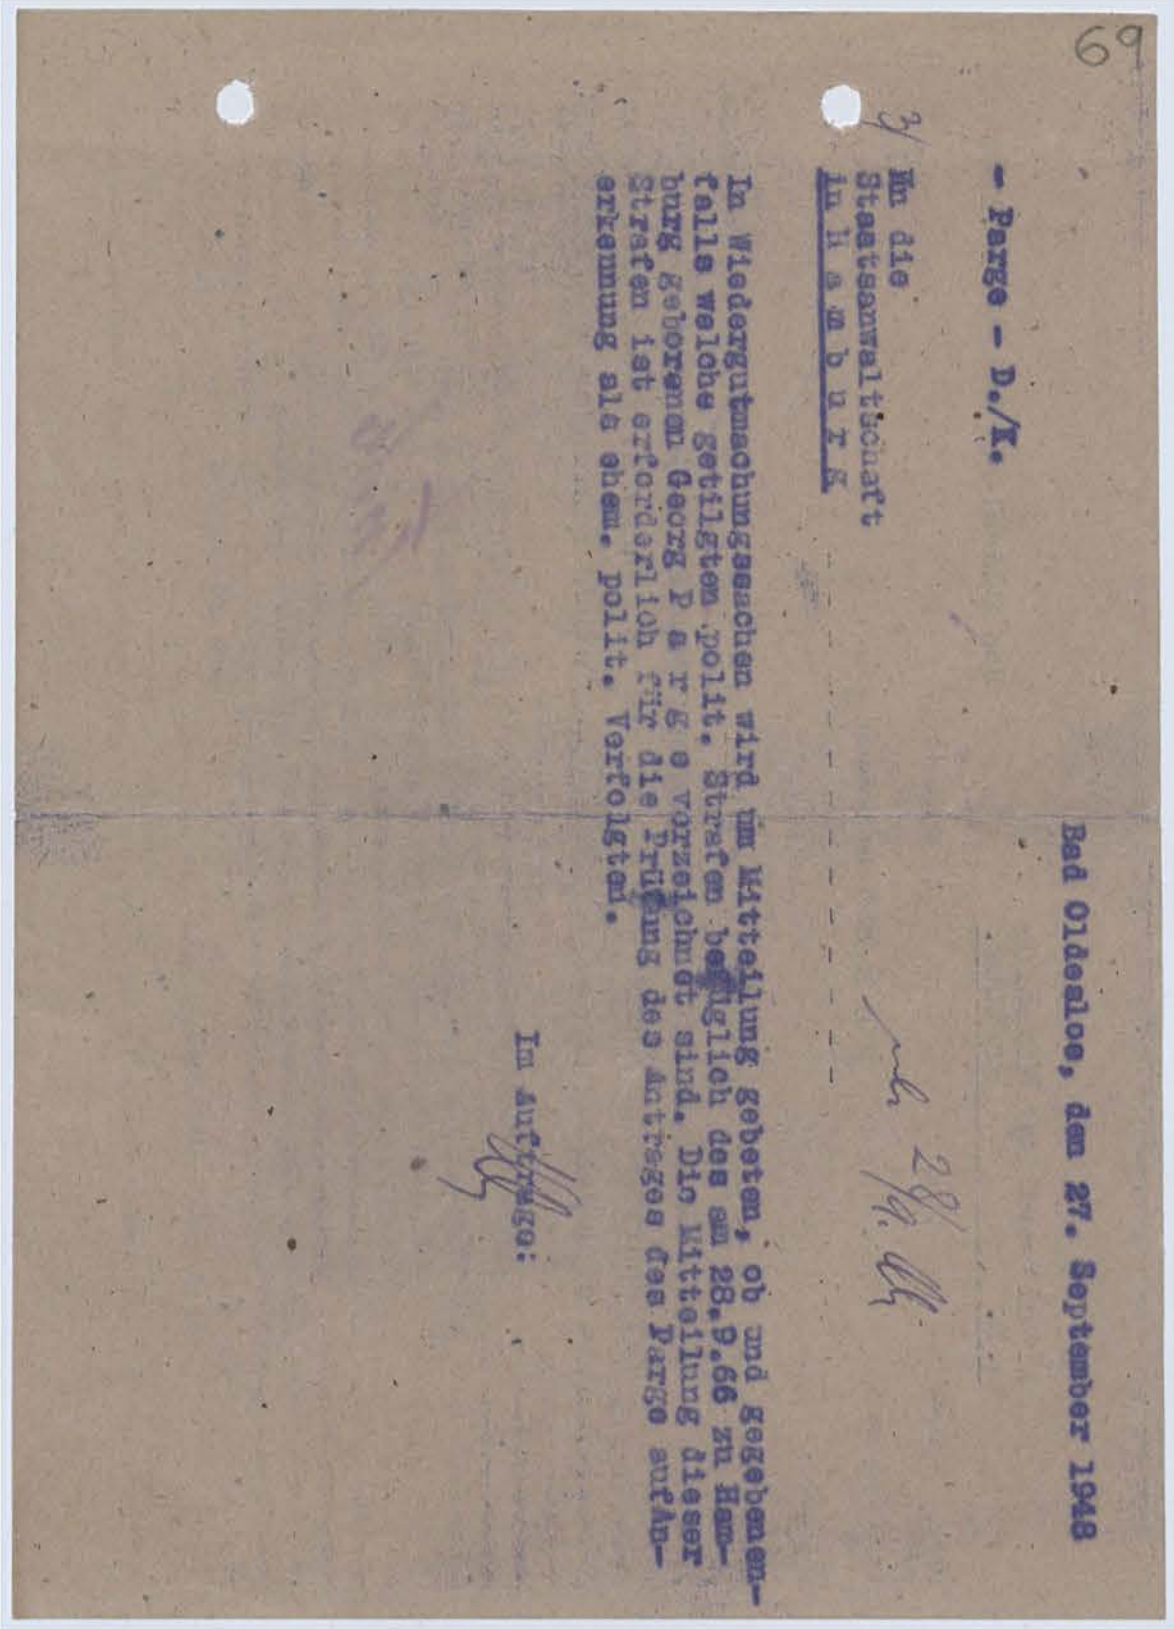 69
Bad Oldesloe, den 27. September 1948
- Parge - D./K.
An die
Staatsanwaltschaft
in H a m b u r g
28/9.
In Wiedergutmachungssachen wird um Mitteilung gebeten, ob und gegebenen-
falls welche getilgten polit. Strafen bezüglich des am 28.9.66 zu Ham-
burg geborenen Georg P a r g e verzeichnet sind. Die Mitteilung dieser
Strafen ist erforderlich für die Prüfung des Antrages des Parge auf An-
erkennung als ehem. polit. Verfolgten.
Im Auftrage: